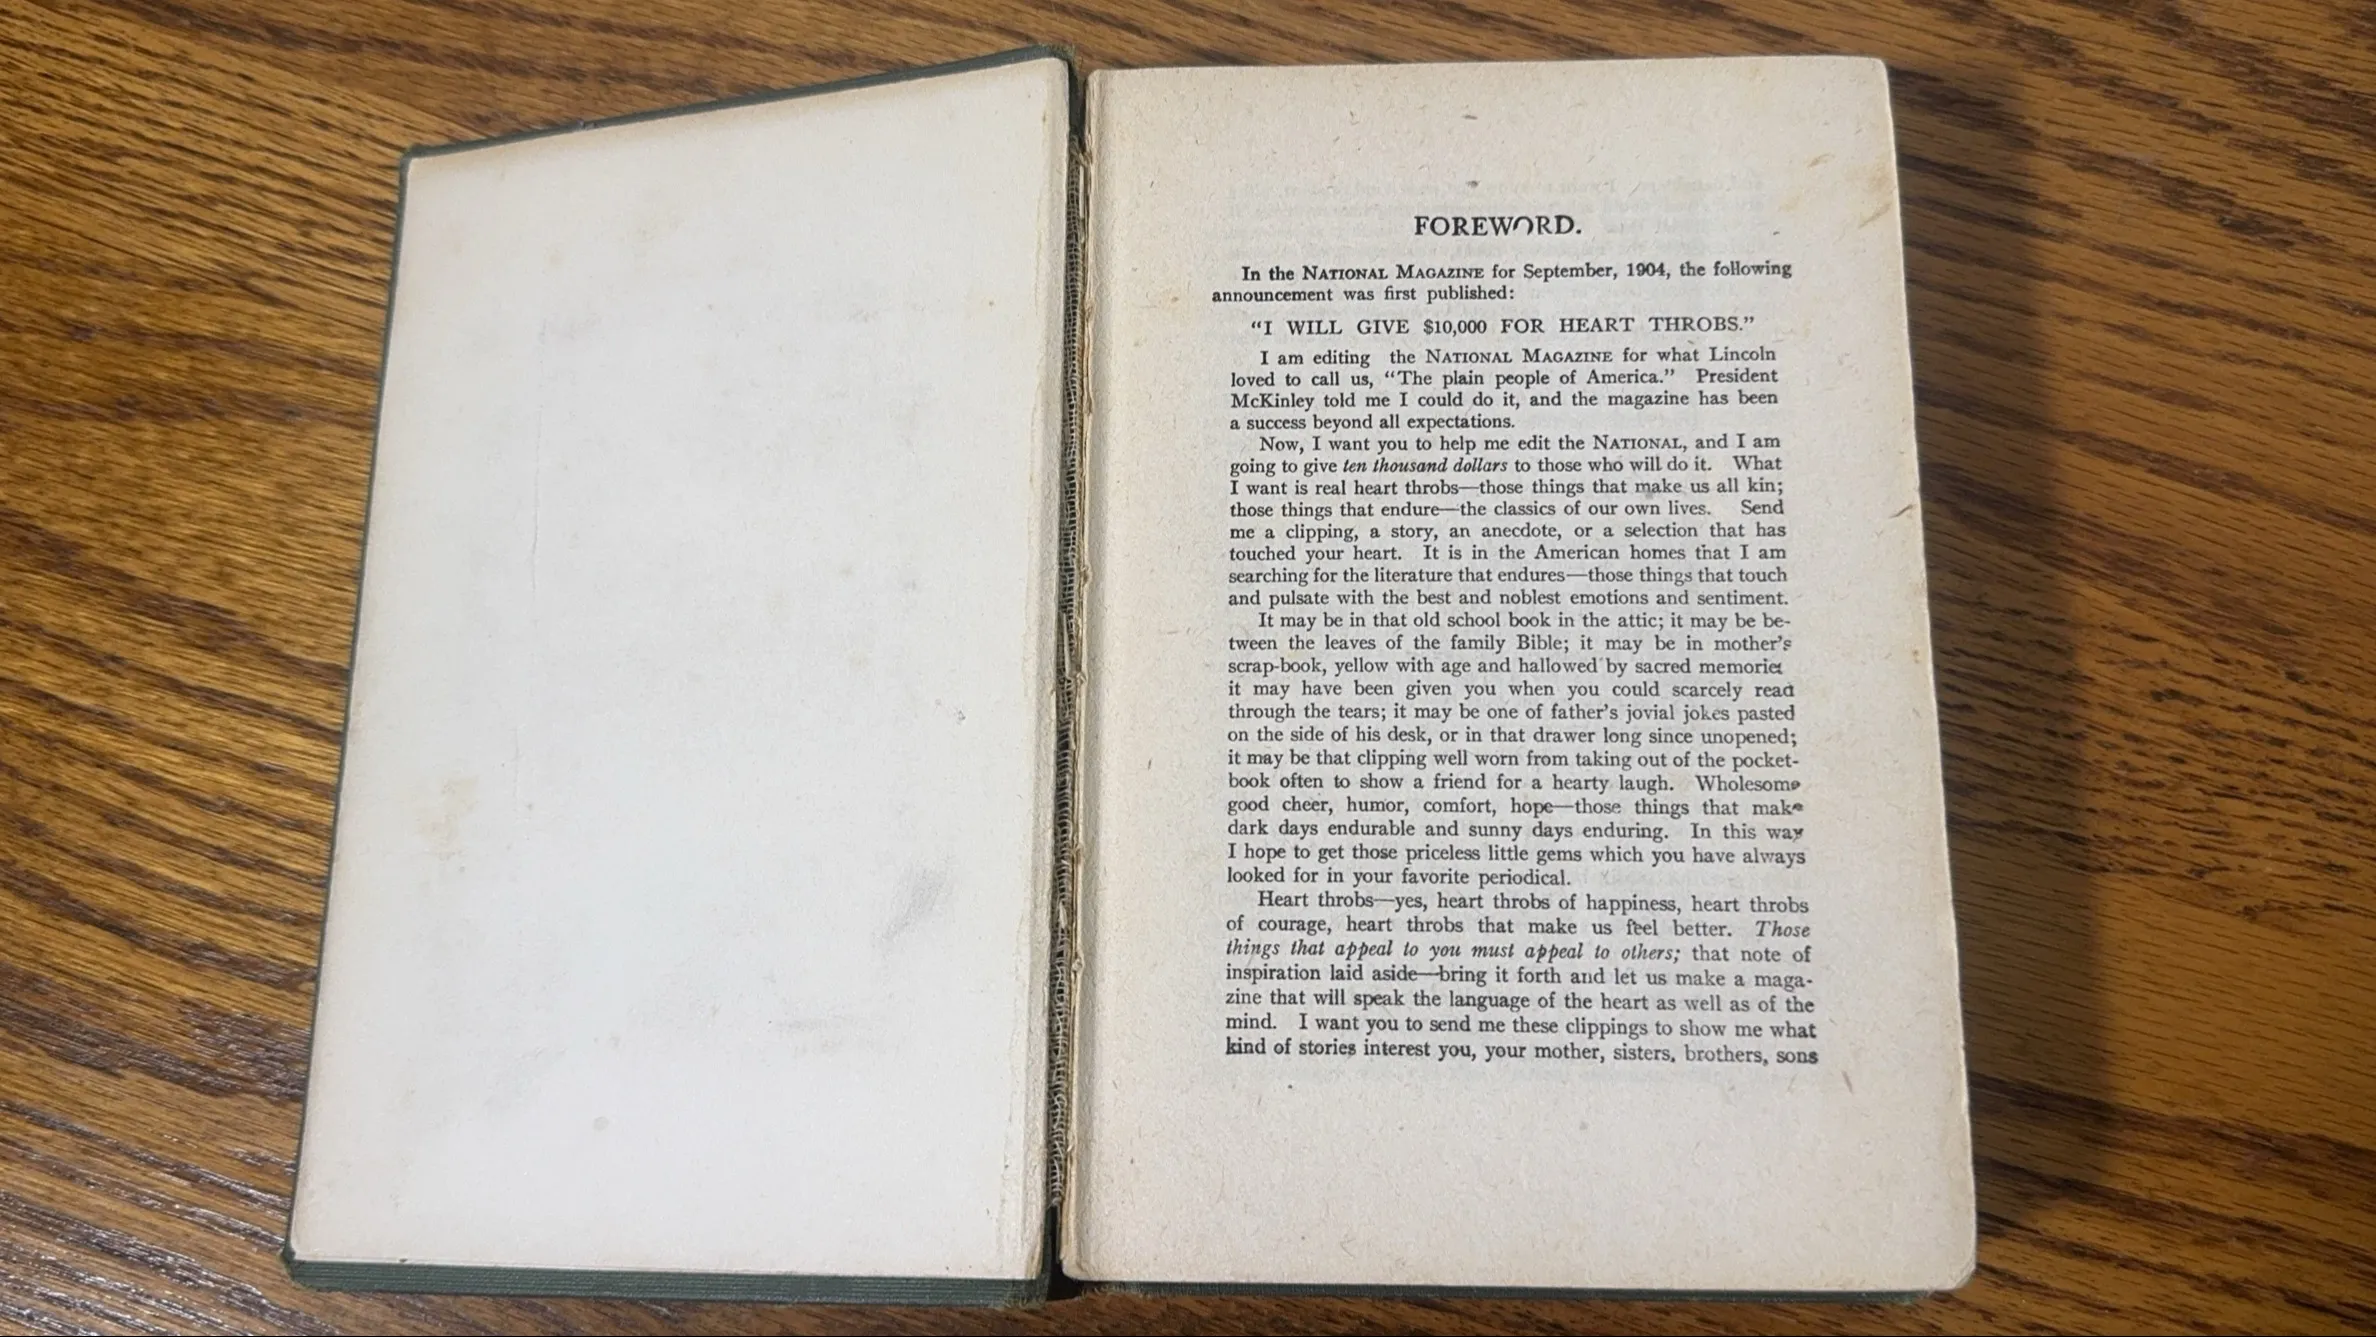 FOREWORD.
In the NATIONAL MAGAZINE for September, 1904, the following
announcement was first published:
"I WILL GIVE $10,000 FOR HEART THROBS."
I am editing the NATIONAL MAGAZINE for what Lincoln
loved to call us, "The plain people of America." President
McKinley told me I could do it, and the magazine has been
a success beyond all expectations.
Now, I want you to help me edit the NATIONAL, and I am
going to give ten thousand dollars to those who will do it. What
I want is real heart throbs—those things that make us all kin;
those things that endure—the classics of our own lives. Send
me a clipping, a story, an anecdote, or a selection that has
touched your heart. It is in the American homes that I am
searching for the literature that endures—those things that touch
and pulsate with the best and noblest emotions and sentiment.
It may be in that old school book in the attic; it may be be-
tween the leaves of the family Bible; it may be in mother's
scrap-book, yellow with age and hallowed by sacred memories
it may have been given you when you could scarcely read
through the tears; it may be one of father's jovial jokes pasted
on the side of his desk, or in that drawer long since unopened;
it may be that clipping well worn from taking out of the pocket-
book often to show a friend for a hearty laugh. Wholesome
good cheer, humor, comfort, hope—those things that make
dark days endurable and sunny days enduring. In this way
I hope to get those priceless little gems which you have always
looked for in your favorite periodical.
Heart throbs—yes, heart throbs of happiness, heart throbs
of courage, heart throbs that make us feel better. Those
things that appeal to you must appeal to others; that note of
inspiration laid aside—bring it forth and let us make a maga-
zine that will speak the language of the heart as well as of the
mind. I want you to send me these clippings to show me what
kind of stories interest you, your mother, sisters, brothers, sons